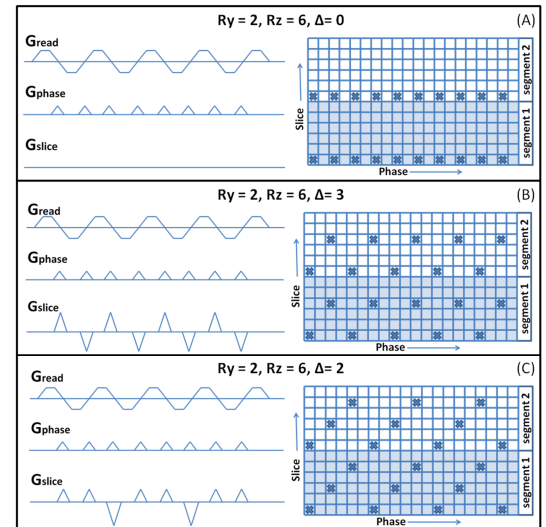 Ry = 2, Rz = 6, Δ= 0
(A)
Gread
Gphase
Gslice
Slice
Phase
segment 2
segment 1
Ry = 2, Rz = 6, Δ= 3
(B)
Gread
Gphase
Gslice
Slice
Phase
segment 2
segment 1
Ry = 2, Rz = 6, Δ= 2
(C)
Gread
Gphase
Gslice
Slice
Phase
segment 2
segment 1